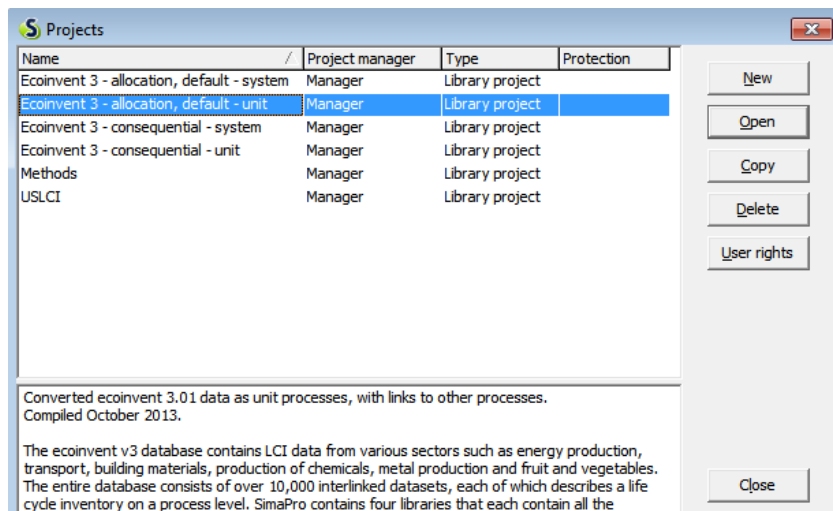 Projects
Name / Project manager Type Protection
Ecoinvent 3 - allocation, default - system Manager Library project
Ecoinvent 3 - allocation, default - unit Manager Library project
Ecoinvent 3 - consequential - system Manager Library project
Ecoinvent 3 - consequential - unit Manager Library project
Methods Manager Library project
USLCI Manager Library project
New
Open
Copy
Delete
User rights
Converted ecoinvent 3.01 data as unit processes, with links to other processes.
Compiled October 2013.
The ecoinvent v3 database contains LCI data from various sectors such as energy production,
transport, building materials, production of chemicals, metal production and fruit and vegetables.
The entire database consists of over 10,000 interlinked datasets, each of which describes a life
cycle inventory on a process level. SimaPro contains four libraries that each contain all the
Close